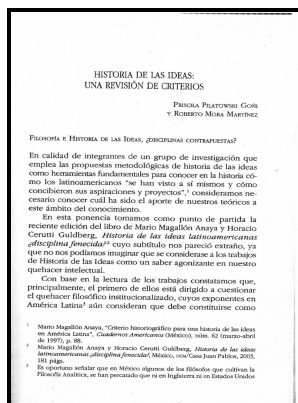 HISTORIA DE LAS IDEAS:
UNA REVISIÓN DE CRITERIOS
PRISCILA PILATOWSKI GOÑI
Y ROBERTO MORA MARTÍNEZ
FILOSOFÍA E HISTORIA DE LAS IDEAS, ¿DISCIPLINAS CONTRAPUESTAS?
En calidad de integrantes de un grupo de investigación que
emplea las propuestas metodológicas de historia de las ideas
como herramientas fundamentales para conocer en la historia có-
mo los latinoamericanos "se han visto a sí mismos y cómo
concibieron sus aspiraciones y proyectos",¹ consideramos ne-
cesario conocer cuál ha sido el aporte de nuestros teóricos a
este ámbito del conocimiento.
En esta ponencia tomamos como punto de partida la
reciente edición del libro de Mario Magallón Anaya y Horacio
Cerutti Guldberg, Historia de las ideas latinoamericanas
¿disciplina fenecida?² cuyo subtítulo nos pareció extraño, ya
que no nos podíamos imaginar que se considerase a los trabajos
de Historia de las Ideas como un saber agonizante en nuestro
quehacer intelectual.
Con base en la lectura de los trabajos constatamos que,
principalmente, el primero de ellos está dirigido a cuestionar
el quehacer filosófico institucionalizado, cuyos exponentes en
América Latina³ aún consideran que debe constituirse como
¹ Mario Magallón Anaya, "Criterio historiográfico para una historia de las ideas
en América Latina", Cuadernos Americanos (México), núm. 62 (marzo-abril
de 1997), p. 88.
² Mario Magallón Anaya y Horacio Cerutti Guldberg, Historia de las ideas
latinoamericanas ¿disciplina fenecida?, México, UCM/Casa Juan Pablos, 2003,
181 págs.
³ Es oportuno señalar que en México algunos de los filósofos que cultivan la
Filosofía Analítica, se han percatado que ni en Inglaterra ni en Estados Unidos